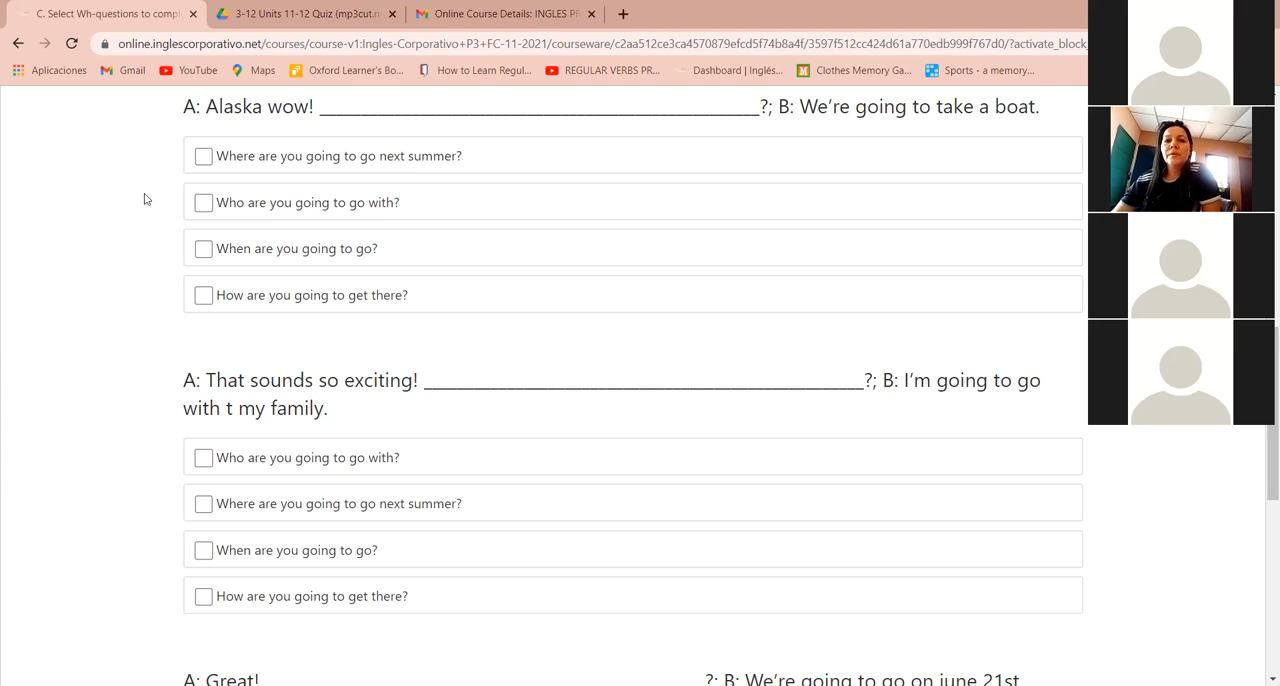 C. Select Wh-questions to compl
3-12 Units 11-12 Quiz (mp3cut.n
Online Course Details: INGLES PR
online.inglescorporativo.net/courses/course-v1:Ingles-Corporativo+P3+FC-11-2021/courseware/c2aa512ce3ca4570879efcd5f74b8a4f/3597f512cc424d61a770edb999f767d0/?activate_block_
Aplicaciones Gmail YouTube Maps Oxford Learner's Bo... How to Learn Regul... REGULAR VERBS PR... Dashboard | Inglés... Clothes Memory Ga... Sports - a memory...
A: Alaska wow! ______________________________________________?; B: We’re going to take a boat.
Where are you going to go next summer?
Who are you going to go with?
When are you going to go?
How are you going to get there?
A: That sounds so exciting! ______________________________________________?; B: I’m going to go
with t my family.
Who are you going to go with?
Where are you going to go next summer?
When are you going to go?
How are you going to get there?
A: Great! ______________________________________________?; B: We’re going to go on june 21st